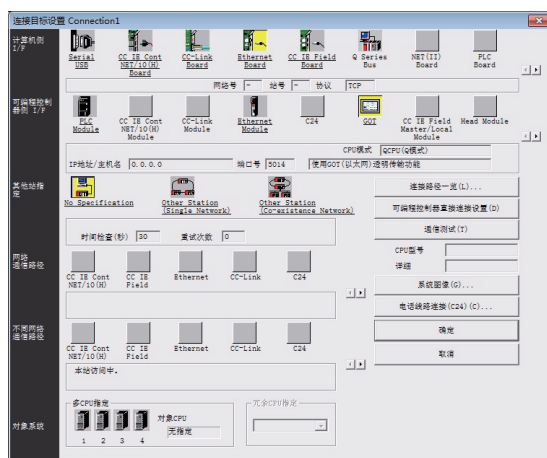 连接目标设置 Connection1
计算机侧
I/F
Serial
USB
CC IE Cont
NET/10(H)
Board
CC-Link
Board
Ethernet
Board
CC IE Field
Board
Q Series
Bus
NET(II)
Board
PLC
Board
网络号 - 站号 - 协议 TCP
可编程控制
器侧 I/F
PLC
Module
CC IE Cont
NET/10(H)
Module
CC-Link
Module
Ethernet
Module
C24
GOT
CC IE Field
Master/Local
Module
Head Module
CPU模式 QCPU(Q模式)
IP地址/主机名 0.0.0.0 端口号 5014 使用GOT(以太网)透明传输功能
其他站指
定
No Specification
Other Station
(Single Network)
Other Station
(Co-existence Network)
时间检查(秒) 30 重试次数 0
连接路径一览(L)...
可编程控制器直接连接设置(D)
通信测试(T)
CPU型号
详细
系统图像(G)...
电话线路连接(C24)(C)...
确定
取消
网络
通信路径
CC IE Cont
NET/10(H)
CC IE
Field
Ethernet
CC-Link
C24
不同网络
通信路径
CC IE Cont
NET/10(H)
CC IE
Field
Ethernet
CC-Link
C24
本站访问中。
对象系统
多CPU指定
1 2 3 4
对象CPU
无指定
冗余CPU指定